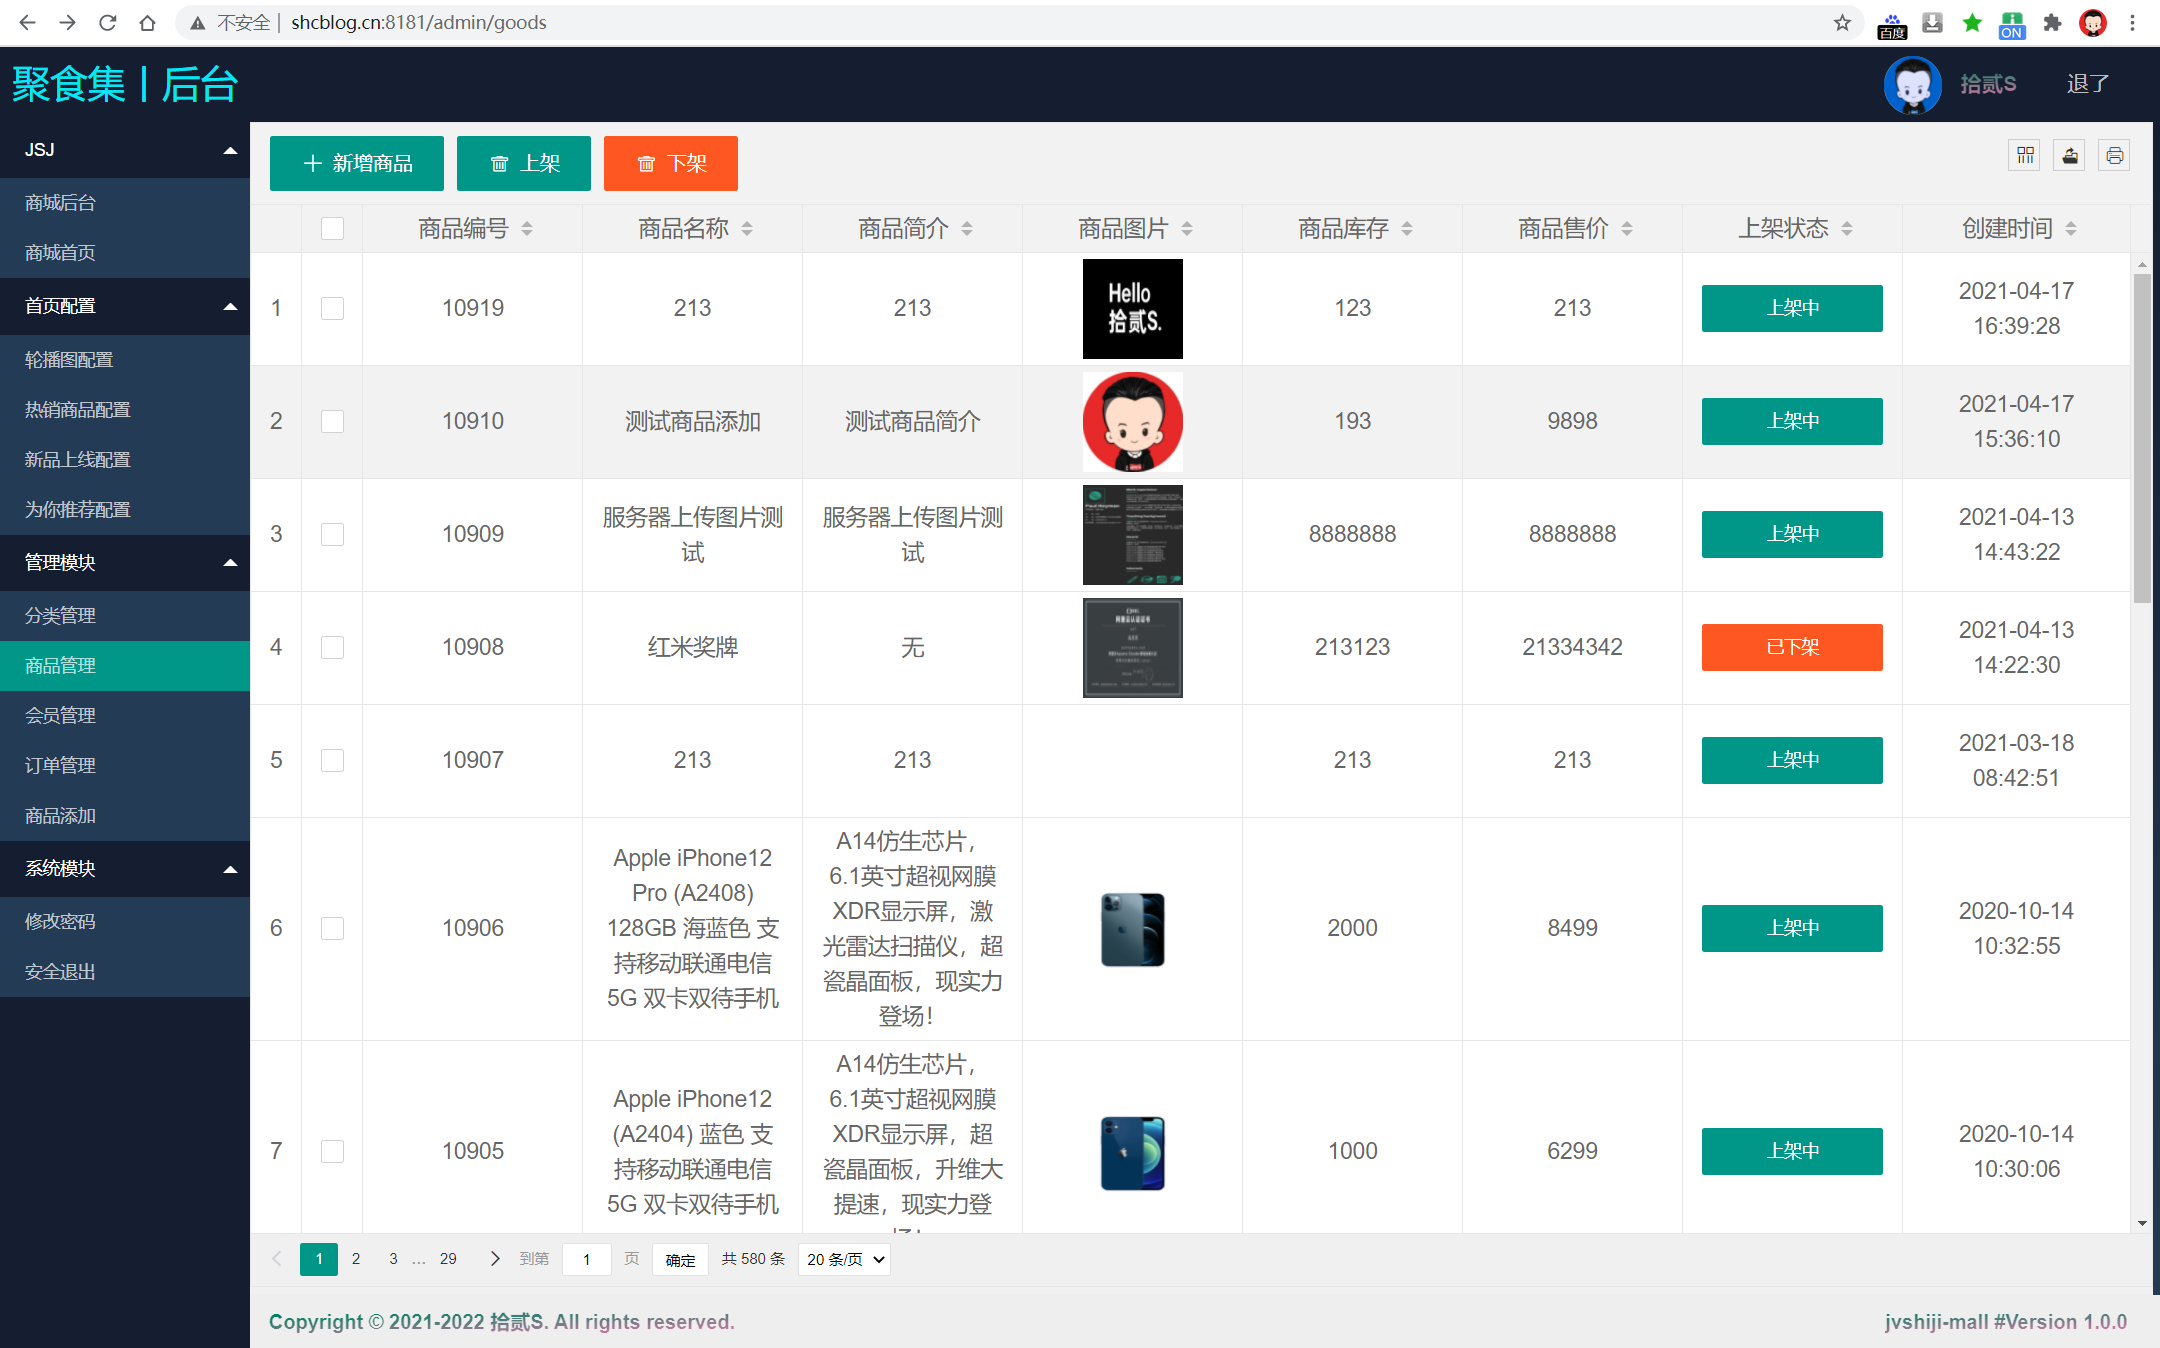 不安全 | shcblog.cn:8181/admin/goods
百度
ON
聚食集丨后台
拾贰S
退了
JSJ
商城后台
商城首页
首页配置
轮播图配置
热销商品配置
新品上线配置
为你推荐配置
管理模块
分类管理
商品管理
会员管理
订单管理
商品添加
系统模块
修改密码
安全退出
新增商品 上架 下架
商品编号 商品名称 商品简介 商品图片 商品库存 商品售价 上架状态 创建时间
1 10919 213 213
Hello
拾贰S.
123 213 上架中
2021-04-17
16:39:28
2 10910 测试商品添加 测试商品简介 193 9898 上架中
2021-04-17
15:36:10
3 10909
服务器上传图片测
试
服务器上传图片测
试
8888888 8888888 上架中
2021-04-13
14:43:22
4 10908 红米奖牌 无 213123 21334342 已下架
2021-04-13
14:22:30
5 10907 213 213 213 213 上架中
2021-03-18
08:42:51
6 10906
Apple iPhone12
Pro (A2408)
128GB 海蓝色 支
持移动联通电信
5G 双卡双待手机
A14仿生芯片，
6.1英寸超视网膜
XDR显示屏，激
光雷达扫描仪，超
瓷晶面板，现实力
登场！
2000 8499 上架中
2020-10-14
10:32:55
7 10905
Apple iPhone12
(A2404) 蓝色 支
持移动联通电信
5G 双卡双待手机
A14仿生芯片，
6.1英寸超视网膜
XDR显示屏，超
瓷晶面板，升维大
提速，现实力登
场！
1000 6299 上架中
2020-10-14
10:30:06
1 2 3 … 29 到第 1 页 确定 共 580 条 20 条/页
Copyright © 2021-2022 拾贰S. All rights reserved.
jvshiji-mall #Version 1.0.0